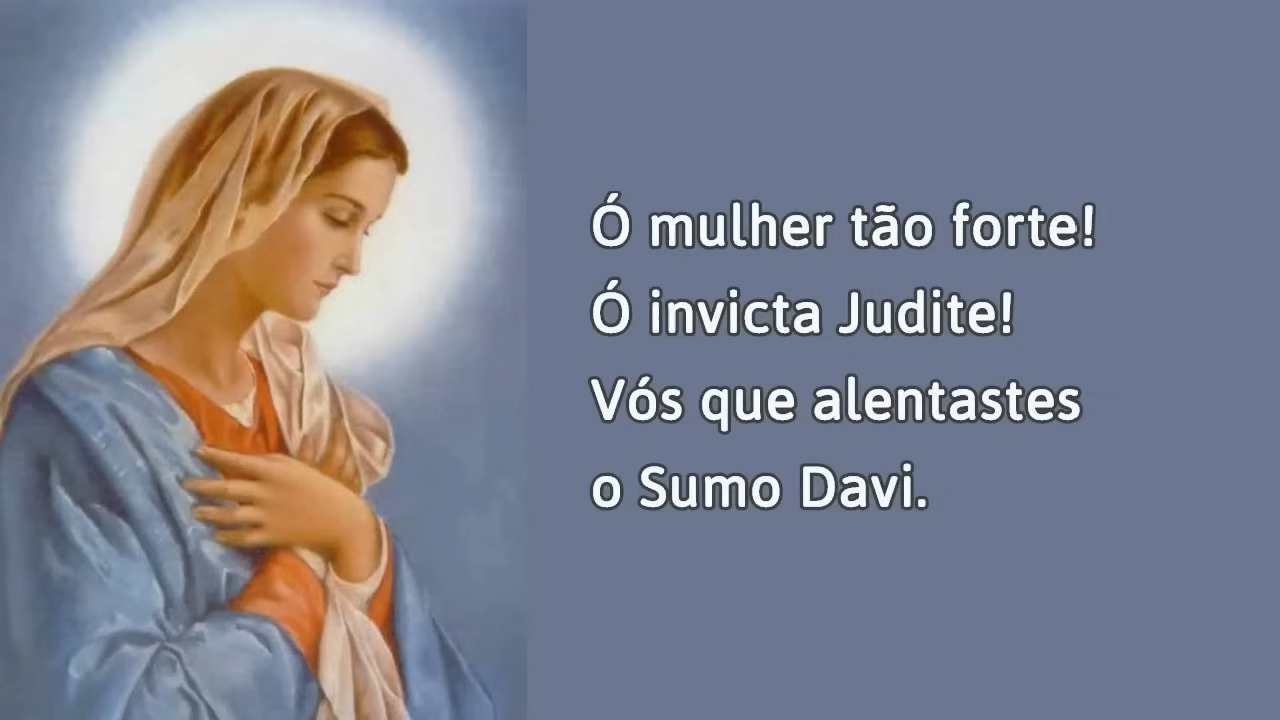 Ó mulher tão forte!
Ó invicta Judite!
Vós que alentastes
o Sumo Davi.